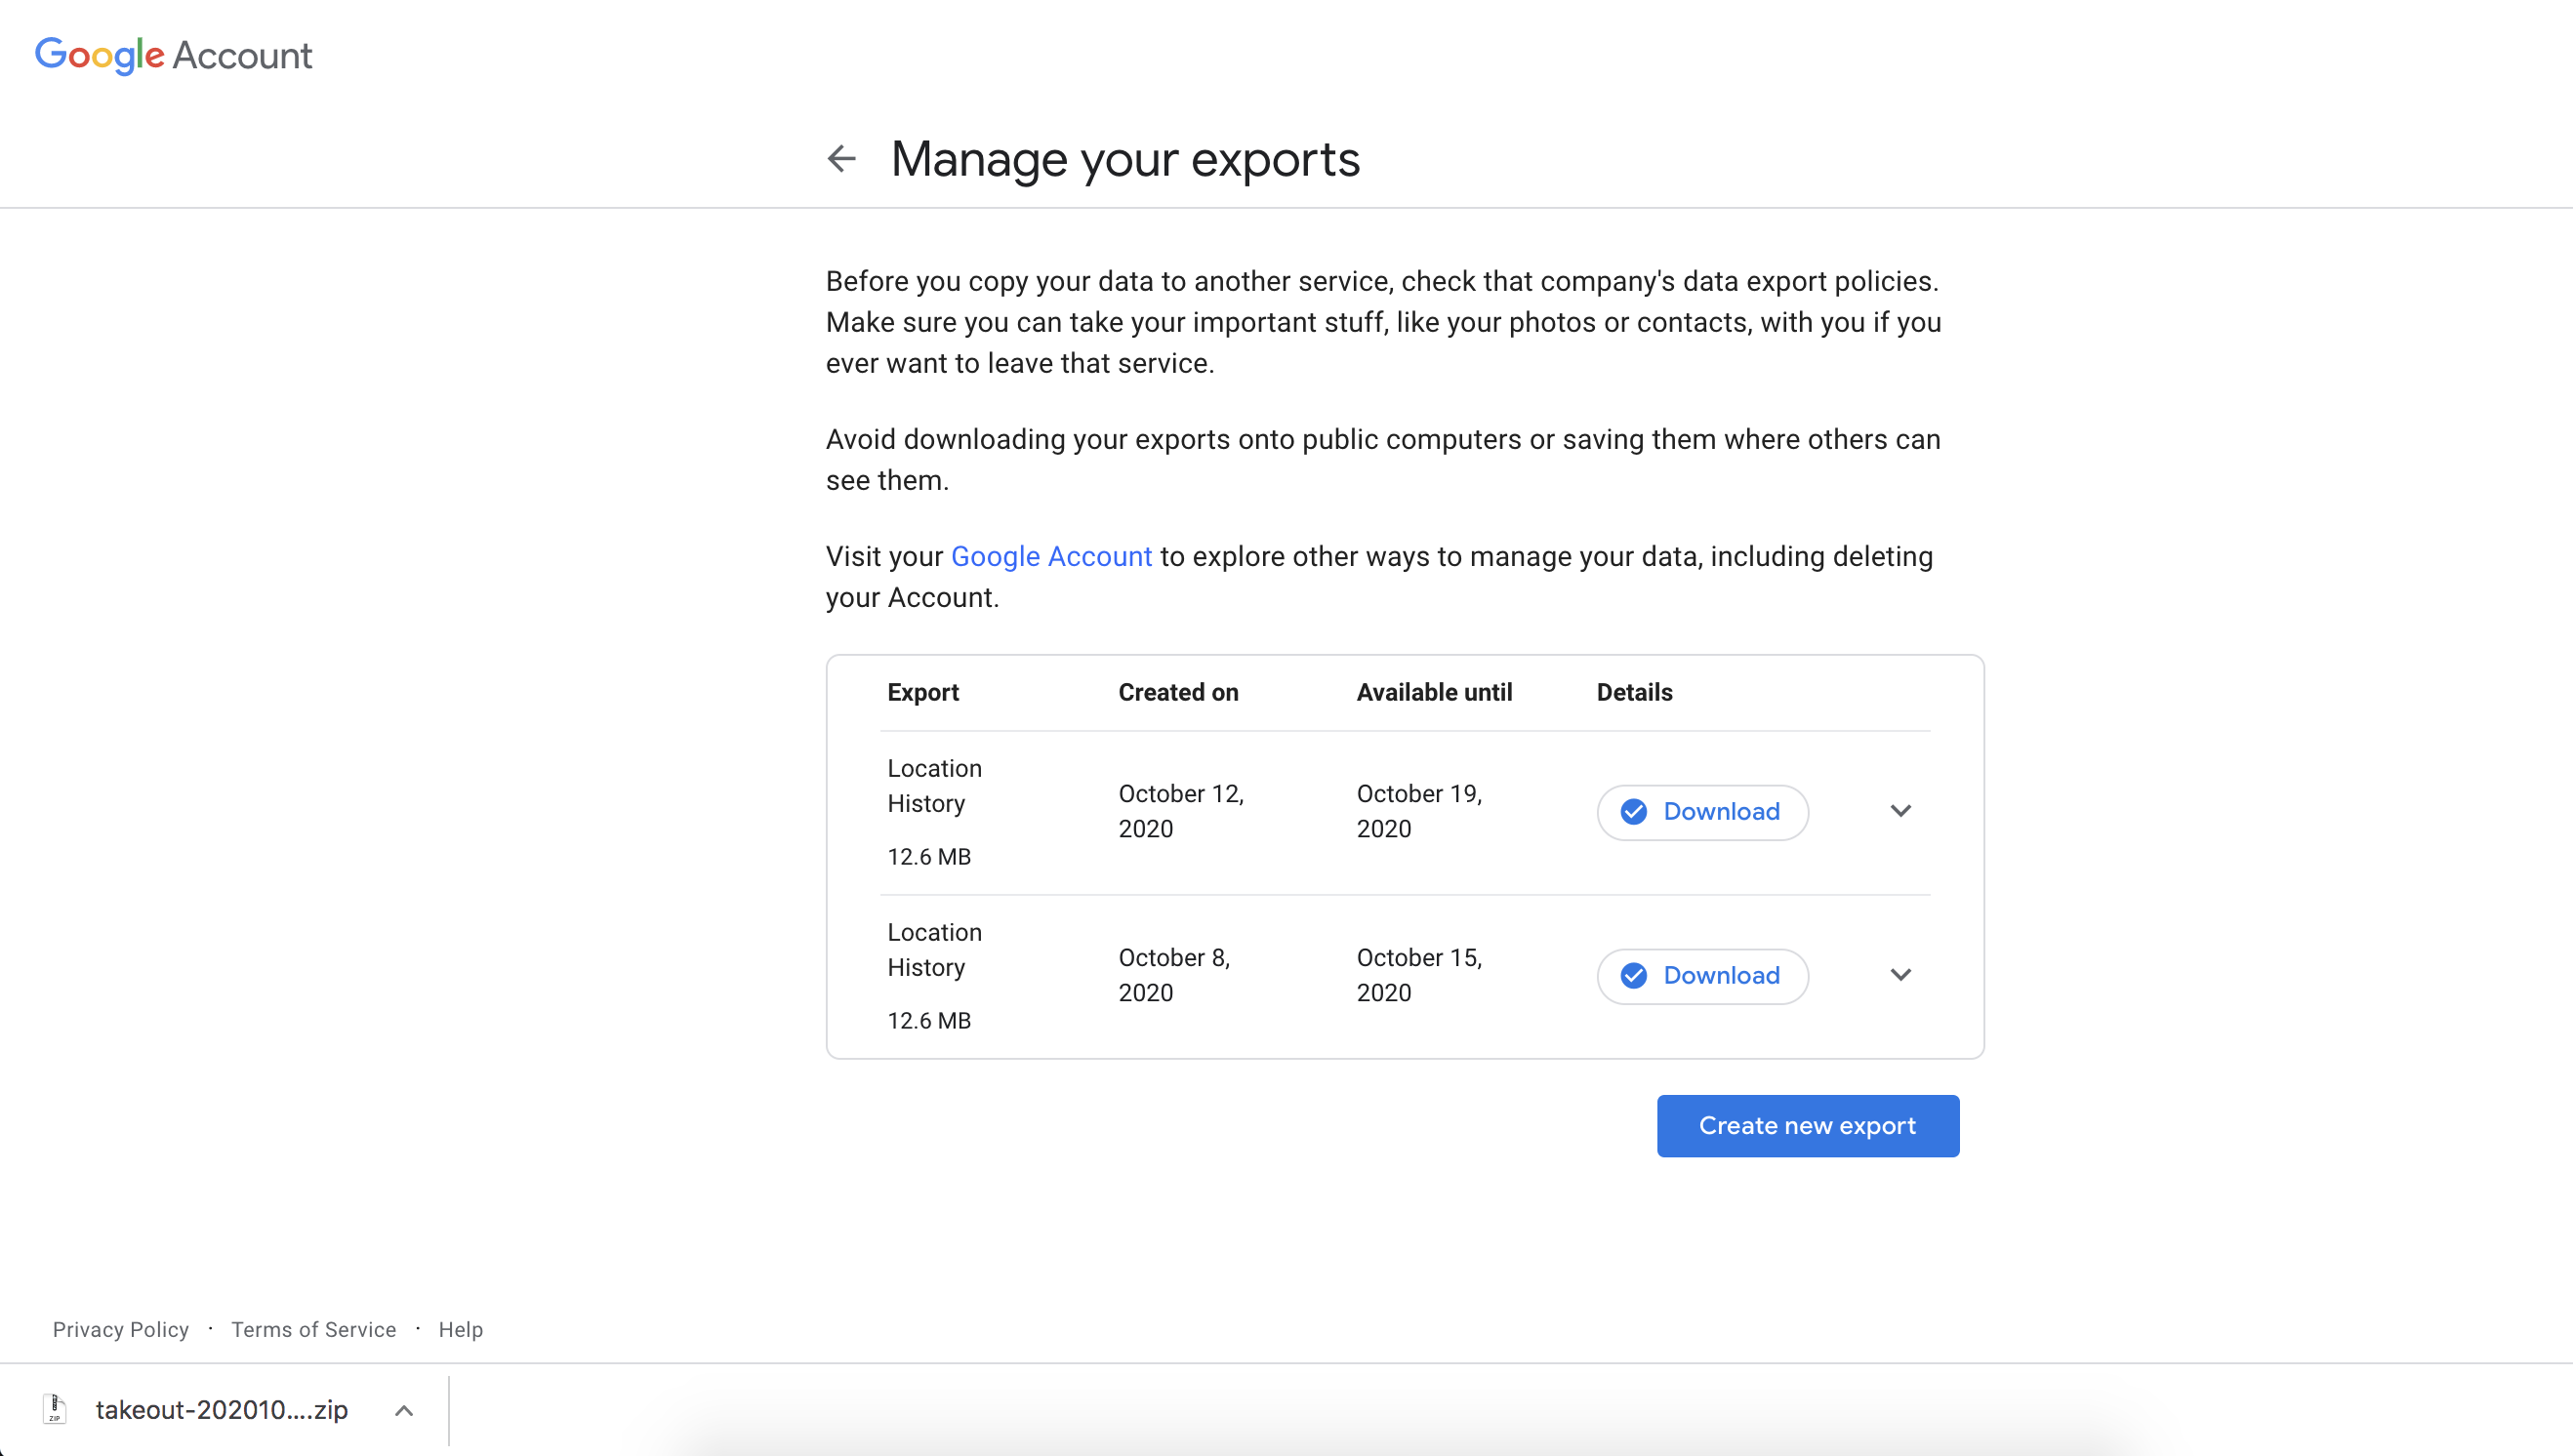 Google Account
Manage your exports
Before you copy your data to another service, check that company's data export policies.
Make sure you can take your important stuff, like your photos or contacts, with you if you
ever want to leave that service.
Avoid downloading your exports onto public computers or saving them where others can
see them.
Visit your Google Account to explore other ways to manage your data, including deleting
your Account.
Export Created on Available until Details
Location
History
12.6 MB
October 12,
2020
October 19,
2020
Download
Location
History
12.6 MB
October 8,
2020
October 15,
2020
Download
Create new export
Privacy Policy · Terms of Service · Help
ZIP
takeout-202010....zip